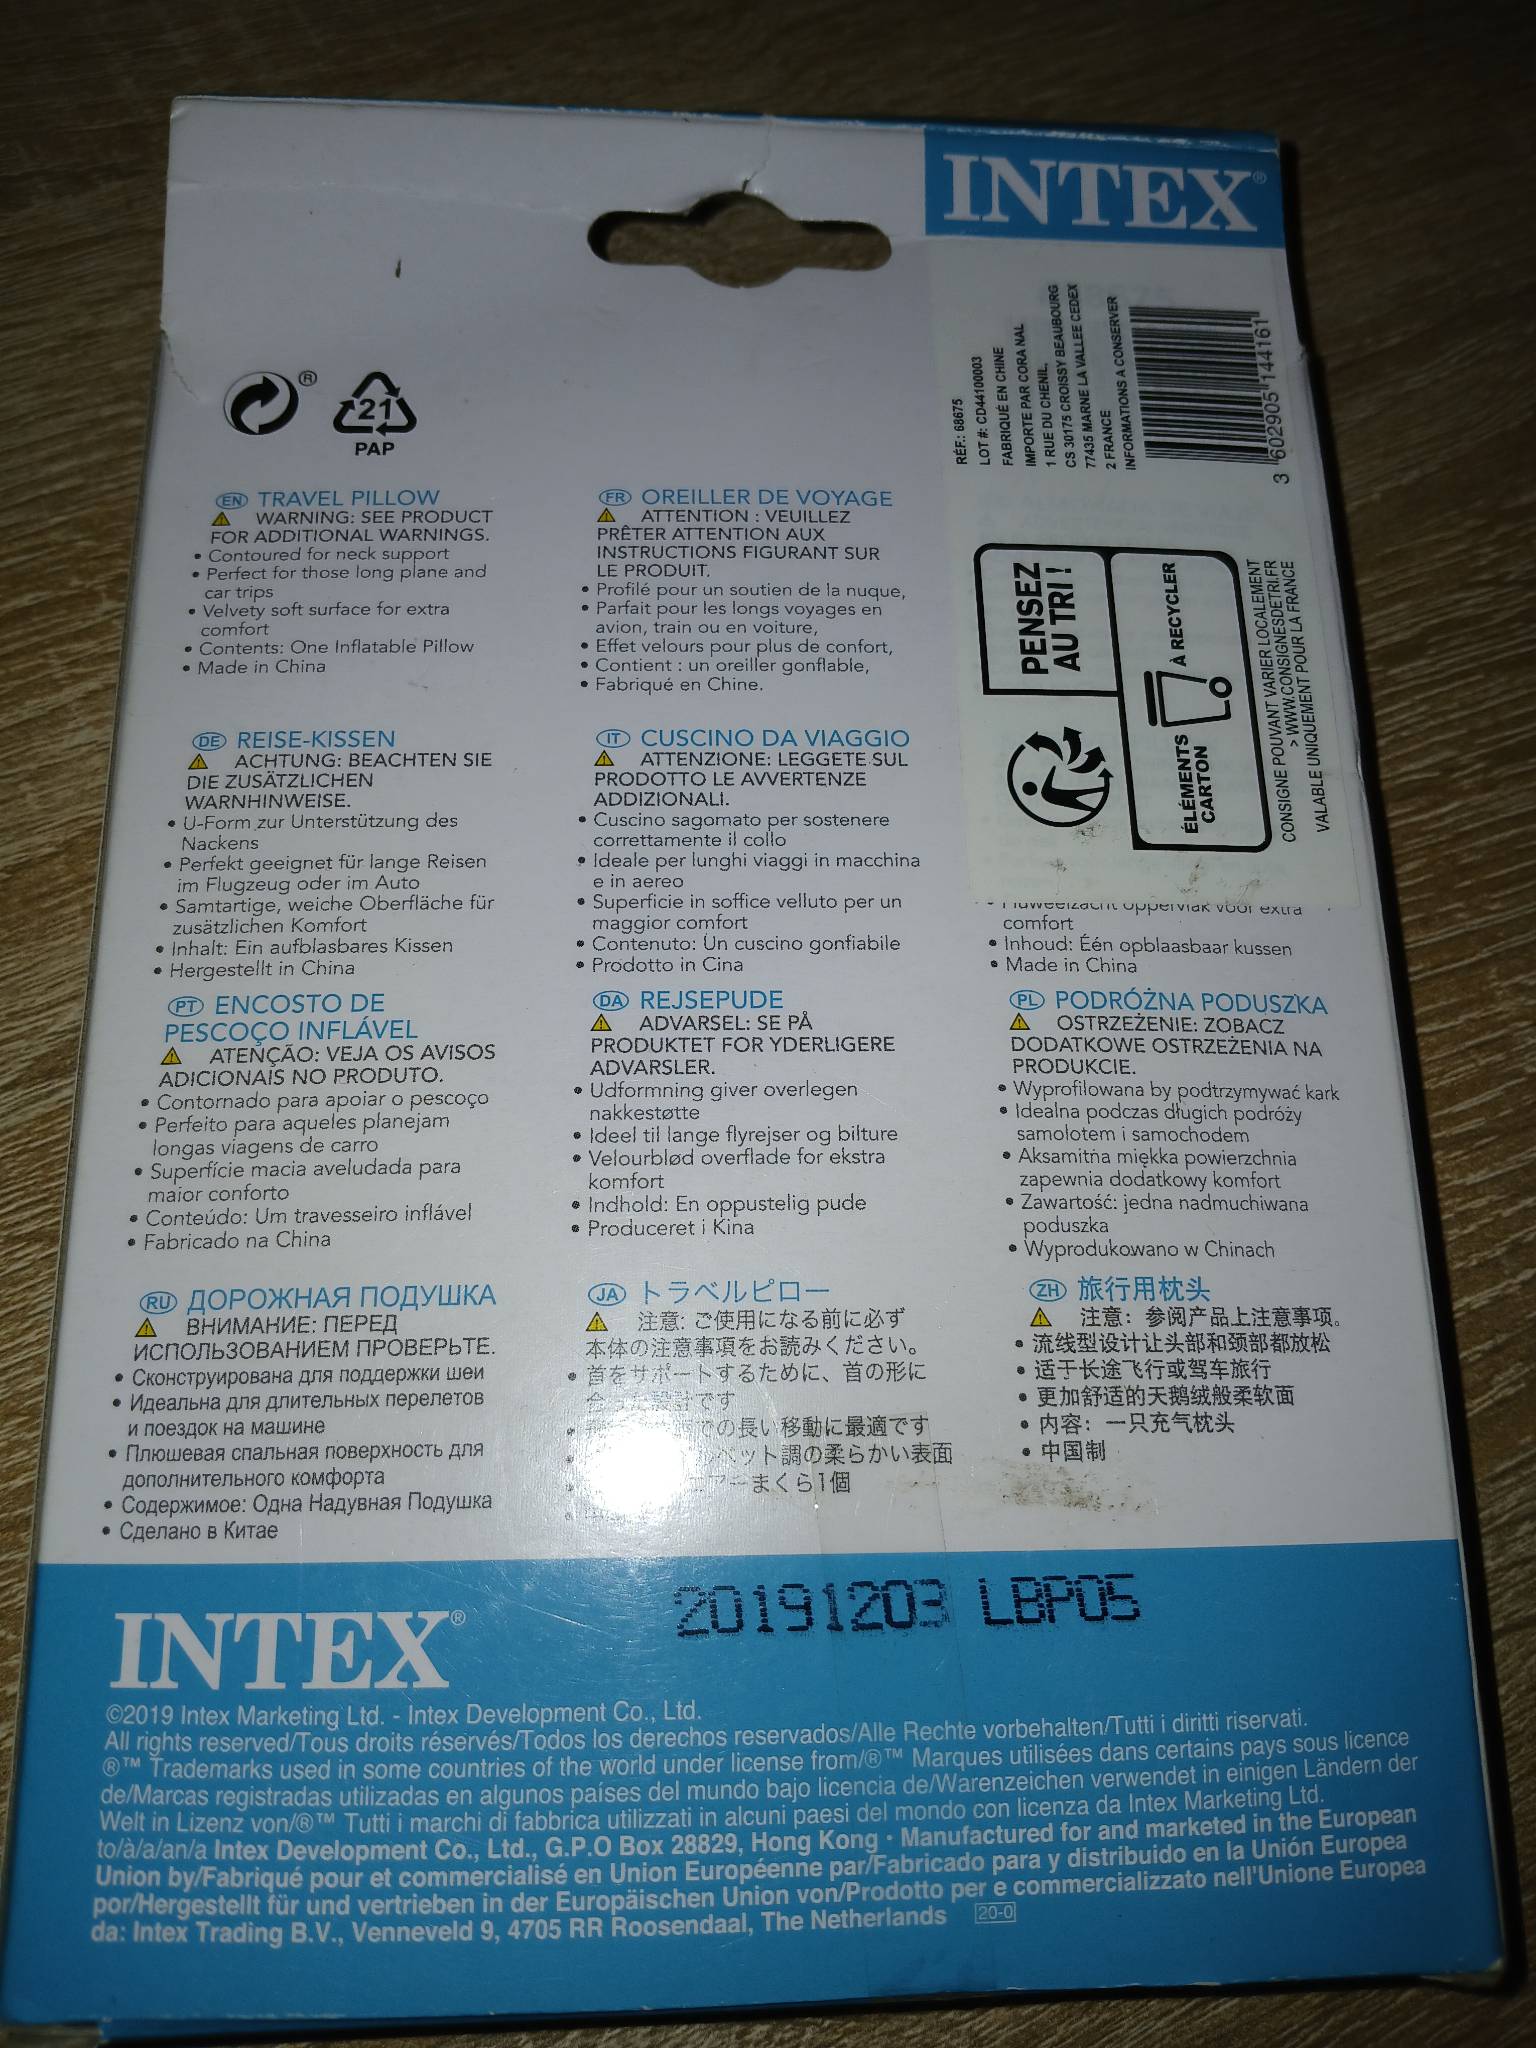 INTEX®
RÉF.: 68675
LOT #: CD44100003
FABRIQUÉ EN CHINE
IMPORTE PAR CORA NAL
1 RUE DU CHENIL,
CS 30175 CROISSY BEAUBOURG
77435 MARNE LA VALLEE CEDEX
2 FRANCE
INFORMATIONS A CONSERVER
3 602905 144161
®
21
PAP
EN TRAVEL PILLOW
WARNING: SEE PRODUCT
FOR ADDITIONAL WARNINGS.
• Contoured for neck support
• Perfect for those long plane and
car trips
• Velvety soft surface for extra
comfort
• Contents: One Inflatable Pillow
• Made in China
FR OREILLER DE VOYAGE
ATTENTION : VEUILLEZ
PRÊTER ATTENTION AUX
INSTRUCTIONS FIGURANT SUR
LE PRODUIT.
• Profilé pour un soutien de la nuque,
• Parfait pour les longs voyages en
avion, train ou en voiture,
• Effet velours pour plus de confort,
• Contient : un oreiller gonflable,
• Fabriqué en Chine.
PENSEZ
AU TRI !
ÉLÉMENTS
CARTON
À RECYCLER
CONSIGNE POUVANT VARIER LOCALEMENT
> WWW.CONSIGNESDETRI.FR
VALABLE UNIQUEMENT POUR LA FRANCE
DE REISE-KISSEN
ACHTUNG: BEACHTEN SIE
DIE ZUSÄTZLICHEN
WARNHINWEISE.
• U-Form zur Unterstützung des
Nackens
• Perfekt geeignet für lange Reisen
im Flugzeug oder im Auto
• Samtartige, weiche Oberfläche für
zusätzlichen Komfort
• Inhalt: Ein aufblasbares Kissen
• Hergestellt in China
IT CUSCINO DA VIAGGIO
ATTENZIONE: LEGGETE SUL
PRODOTTO LE AVVERTENZE
ADDIZIONALI.
• Cuscino sagomato per sostenere
correttamente il collo
• Ideale per lunghi viaggi in macchina
e in aereo
• Superficie in soffice velluto per un
maggior comfort
• Contenuto: Un cuscino gonfiabile
• Prodotto in Cina
voor extra
comfort
• Inhoud: Één opblaasbaar kussen
• Made in China
PT ENCOSTO DE
PESCOÇO INFLÁVEL
ATENÇÃO: VEJA OS AVISOS
ADICIONAIS NO PRODUTO.
• Contornado para apoiar o pescoço
• Perfeito para aqueles planejam
longas viagens de carro
• Superfície macia aveludada para
maior conforto
• Conteúdo: Um travesseiro inflável
• Fabricado na China
DA REJSEPUDE
ADVARSEL: SE PÅ
PRODUKTET FOR YDERLIGERE
ADVARSLER.
• Udformning giver overlegen
nakkestøtte
• Ideel til lange flyrejser og bilture
• Velourblød overflade for ekstra
komfort
• Indhold: En oppustelig pude
• Produceret i Kina
PL PODRÓŻNA PODUSZKA
OSTRZEŻENIE: ZOBACZ
DODATKOWE OSTRZEŻENIA NA
PRODUKCIE.
• Wyprofilowana by podtrzymywać kark
• Idealna podczas długich podróży
samolotem i samochodem
• Aksamitna miękka powierzchnia
zapewnia dodatkowy komfort
• Zawartość: jedna nadmuchiwana
poduszka
• Wyprodukowano w Chinach
RU ДОРОЖНАЯ ПОДУШКА
ВНИМАНИЕ: ПЕРЕД
ИСПОЛЬЗОВАНИЕМ ПРОВЕРЬТЕ.
• Сконструирована для поддержки шеи
• Идеальна для длительных перелетов
и поездок на машине
• Плюшевая спальная поверхность для
дополнительного комфорта
• Содержимое: Одна Надувная Подушка
• Сделано в Китае
JA トラベルピロー
注意: ご使用になる前に必ず
本体の注意事項をお読みください。
• 首をサポートするために、首の形に
設計です
での長い移動に最適です
ベット調の柔らかい表面
まくら1個
ZH 旅行用枕头
注意：参阅产品上注意事项。
• 流线型设计让头部和颈部都放松
• 适于长途飞行或驾车旅行
• 更加舒适的天鹅绒般柔软面
• 内容：一只充气枕头
• 中国制
20191203 LBP05
INTEX®
©2019 Intex Marketing Ltd. - Intex Development Co., Ltd.
All rights reserved/Tous droits réservés/Todos los derechos reservados/Alle Rechte vorbehalten/Tutti i diritti riservati.
®™ Trademarks used in some countries of the world under license from/®™ Marques utilisées dans certains pays sous licence
de/Marcas registradas utilizadas en algunos países del mundo bajo licencia de/Warenzeichen verwendet in einigen Ländern der
Welt in Lizenz von/®™ Tutti i marchi di fabbrica utilizzati in alcuni paesi del mondo con licenza da Intex Marketing Ltd.
to/à/a/an/a Intex Development Co., Ltd., G.P.O Box 28829, Hong Kong • Manufactured for and marketed in the European
Union by/Fabriqué pour et commercialisé en Union Européenne par/Fabricado para y distribuido en la Unión Europea
por/Hergestellt für und vertrieben in der Europäischen Union von/Prodotto per e commercializzato nell'Unione Europea
da: Intex Trading B.V., Venneveld 9, 4705 RR Roosendaal, The Netherlands 20-0